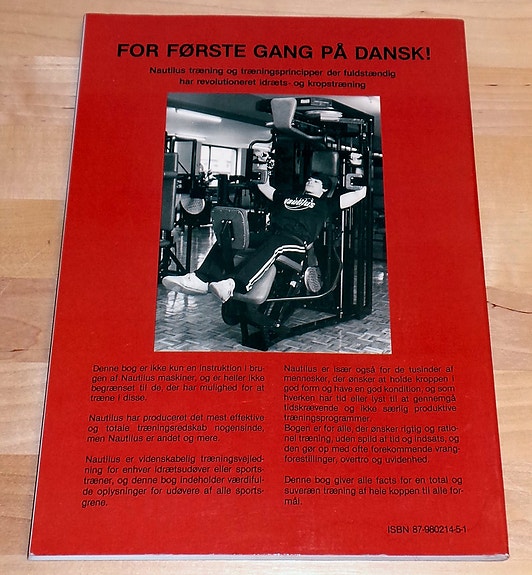 FOR FØRSTE GANG PÅ DANSK!
Nautilus træning og træningsprincipper der fuldstændig
har revolutioneret idræts- og kropstræning
nautilus
Denne bog er ikke kun en instruktion i bru-
gen af Nautilus maskiner, og er heller ikke
begrænset til de, der har mulighed for at
træne i disse.
Nautilus har produceret det mest effektive
og totale træningsredskab nogensinde,
men Nautilus er andet og mere.
Nautilus er videnskabelig træningsvejled-
ning for enhver idrætsudøver eller sports-
træner, og denne bog indeholder værdiful-
de oplysninger for udøvere af alle sports-
grene.
Nautilus er især også for de tusinder af
mennesker, der ønsker at holde kroppen i
god form og have en god kondition, og som
hverken har tid eller lyst til at gennemgå
tidskrævende og ikke særlig produktive
træningsprogrammer.
Bogen er for alle, der ønsker rigtig og ratio-
nel træning, uden spild af tid og indsats, og
den gør op med ofte forekommende vrang-
forestillinger, overtro og uvidenhed.
Denne bog giver alle facts for en total og
suveræn træning af hele koppen til alle for-
mål.
ISBN 87-980214-5-1